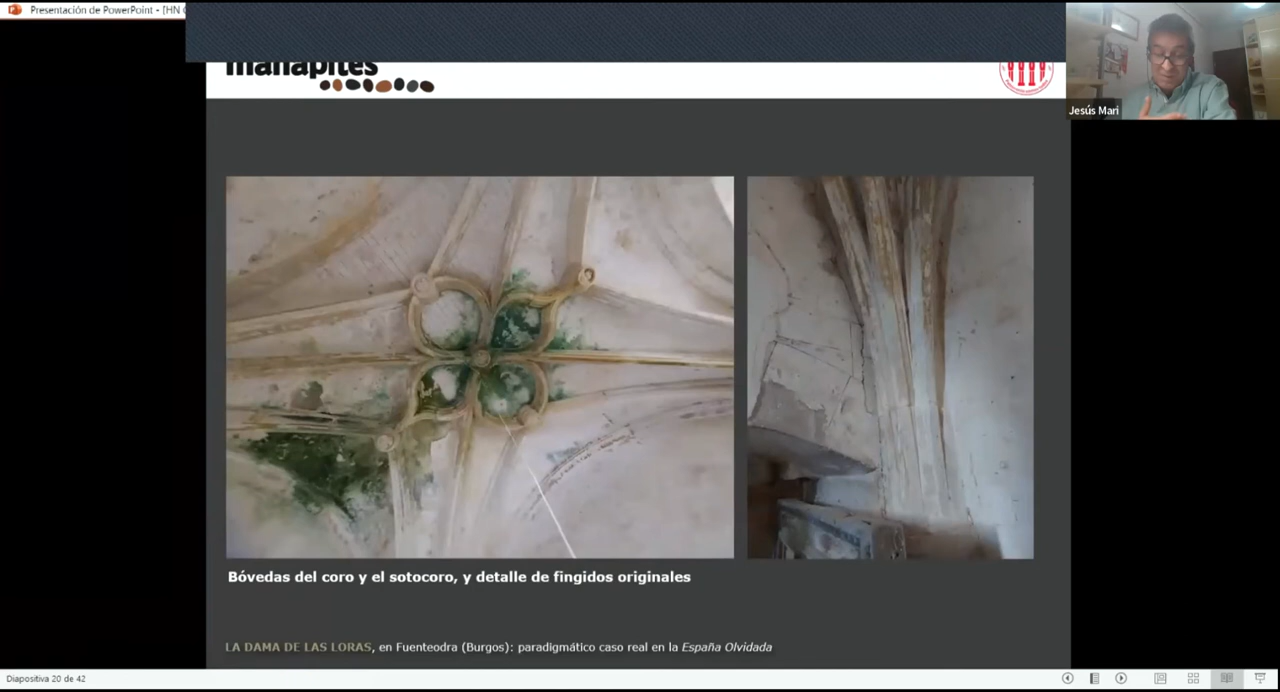 Presentación de PowerPoint - [HN
manapites
Jesús Mari
Bóvedas del coro y el sotocoro, y detalle de fingidos originales
LA DAMA DE LAS LORAS, en Fuenteodra (Burgos): paradigmático caso real en la España Olvidada
Diapositiva 20 de 42